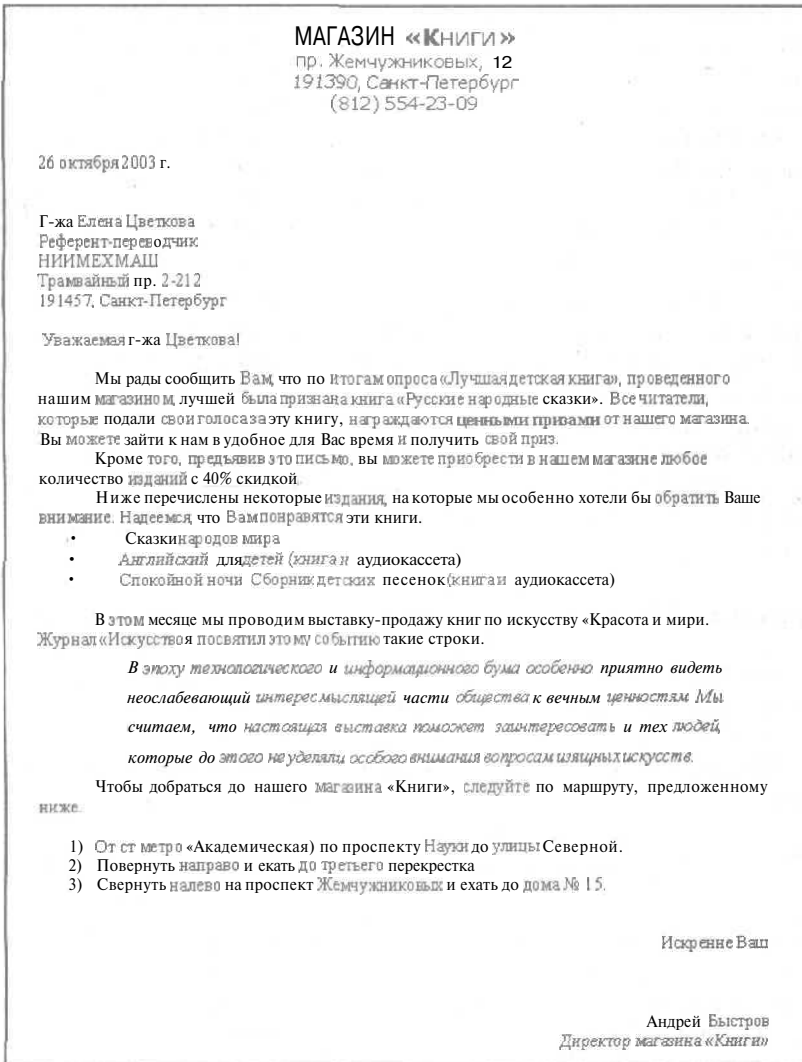 МАГАЗИН «Книги»
пр. Жемчужниковых, 12
191390, Санкт-Петербург
(812) 554-23-09
26 октября 2003 г.
Г-жа Елена Цветкова
Референт-переводчик
НИИМЕХМАШ
Трамвайный пр. 2-212
191457, Санкт-Петербург
Уважаемая г-жа Цветкова!
Мы рады сообщить Вам, что по итогам опроса «Лучшая детская книга», проведенного
нашим магазином, лучшей была признана книга «Русские народные сказки». Все читатели,
которые подали свои голоса за эту книгу, награждаются ценными призами от нашего магазина.
Вы можете зайти к нам в удобное для Вас время и получить свой приз.
Кроме того, предъявив это письмо, вы можете приобрести в нашем магазине любое
количество изданий с 40% скидкой
Ниже перечислены некоторые издания, на которые мы особенно хотели бы обратить Ваше
внимание. Надеемся, что Вам понравятся эти книги.
• Сказки народов мира
• Английский для детей (книга и аудиокассета)
• Спокойной ночи Сборник детских песенок (книга и аудиокассета)
В этом месяце мы проводим выставку-продажу книг по искусству «Красота и мири.
Журнал «Искусствоя посвятил этому событию такие строки.
В эпоху технологического и информационного бума особенно приятно видеть
неослабевающий интерес мыслящей части общества к вечным ценностям. Мы
считаем, что настоящая выставка поможет заинтересовать и тех людей,
которые до этого не уделяли особого внимания вопросам изящных искусств.
Чтобы добраться до нашего магазина «Книги», следуйте по маршруту, предложенному
ниже.
1) От ст метро «Академическая) по проспекту Науки до улицы Северной.
2) Повернуть направо и екать до третьего перекрестка
3) Свернуть налево на проспект Жемчужниковых и ехать до дома № 15.
Искренне Ваш
Андрей Быстров
Директор магазина «Книги»